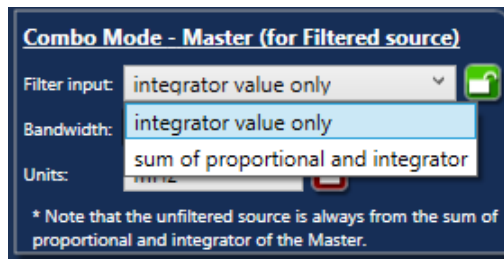 Combo Mode - Master (for Filtered source)
Filter input: integrator value only
Bandwidth: integrator value only
sum of proportional and integrator
Units:
* Note that the unfiltered source is always from the sum of
proportional and integrator of the Master.